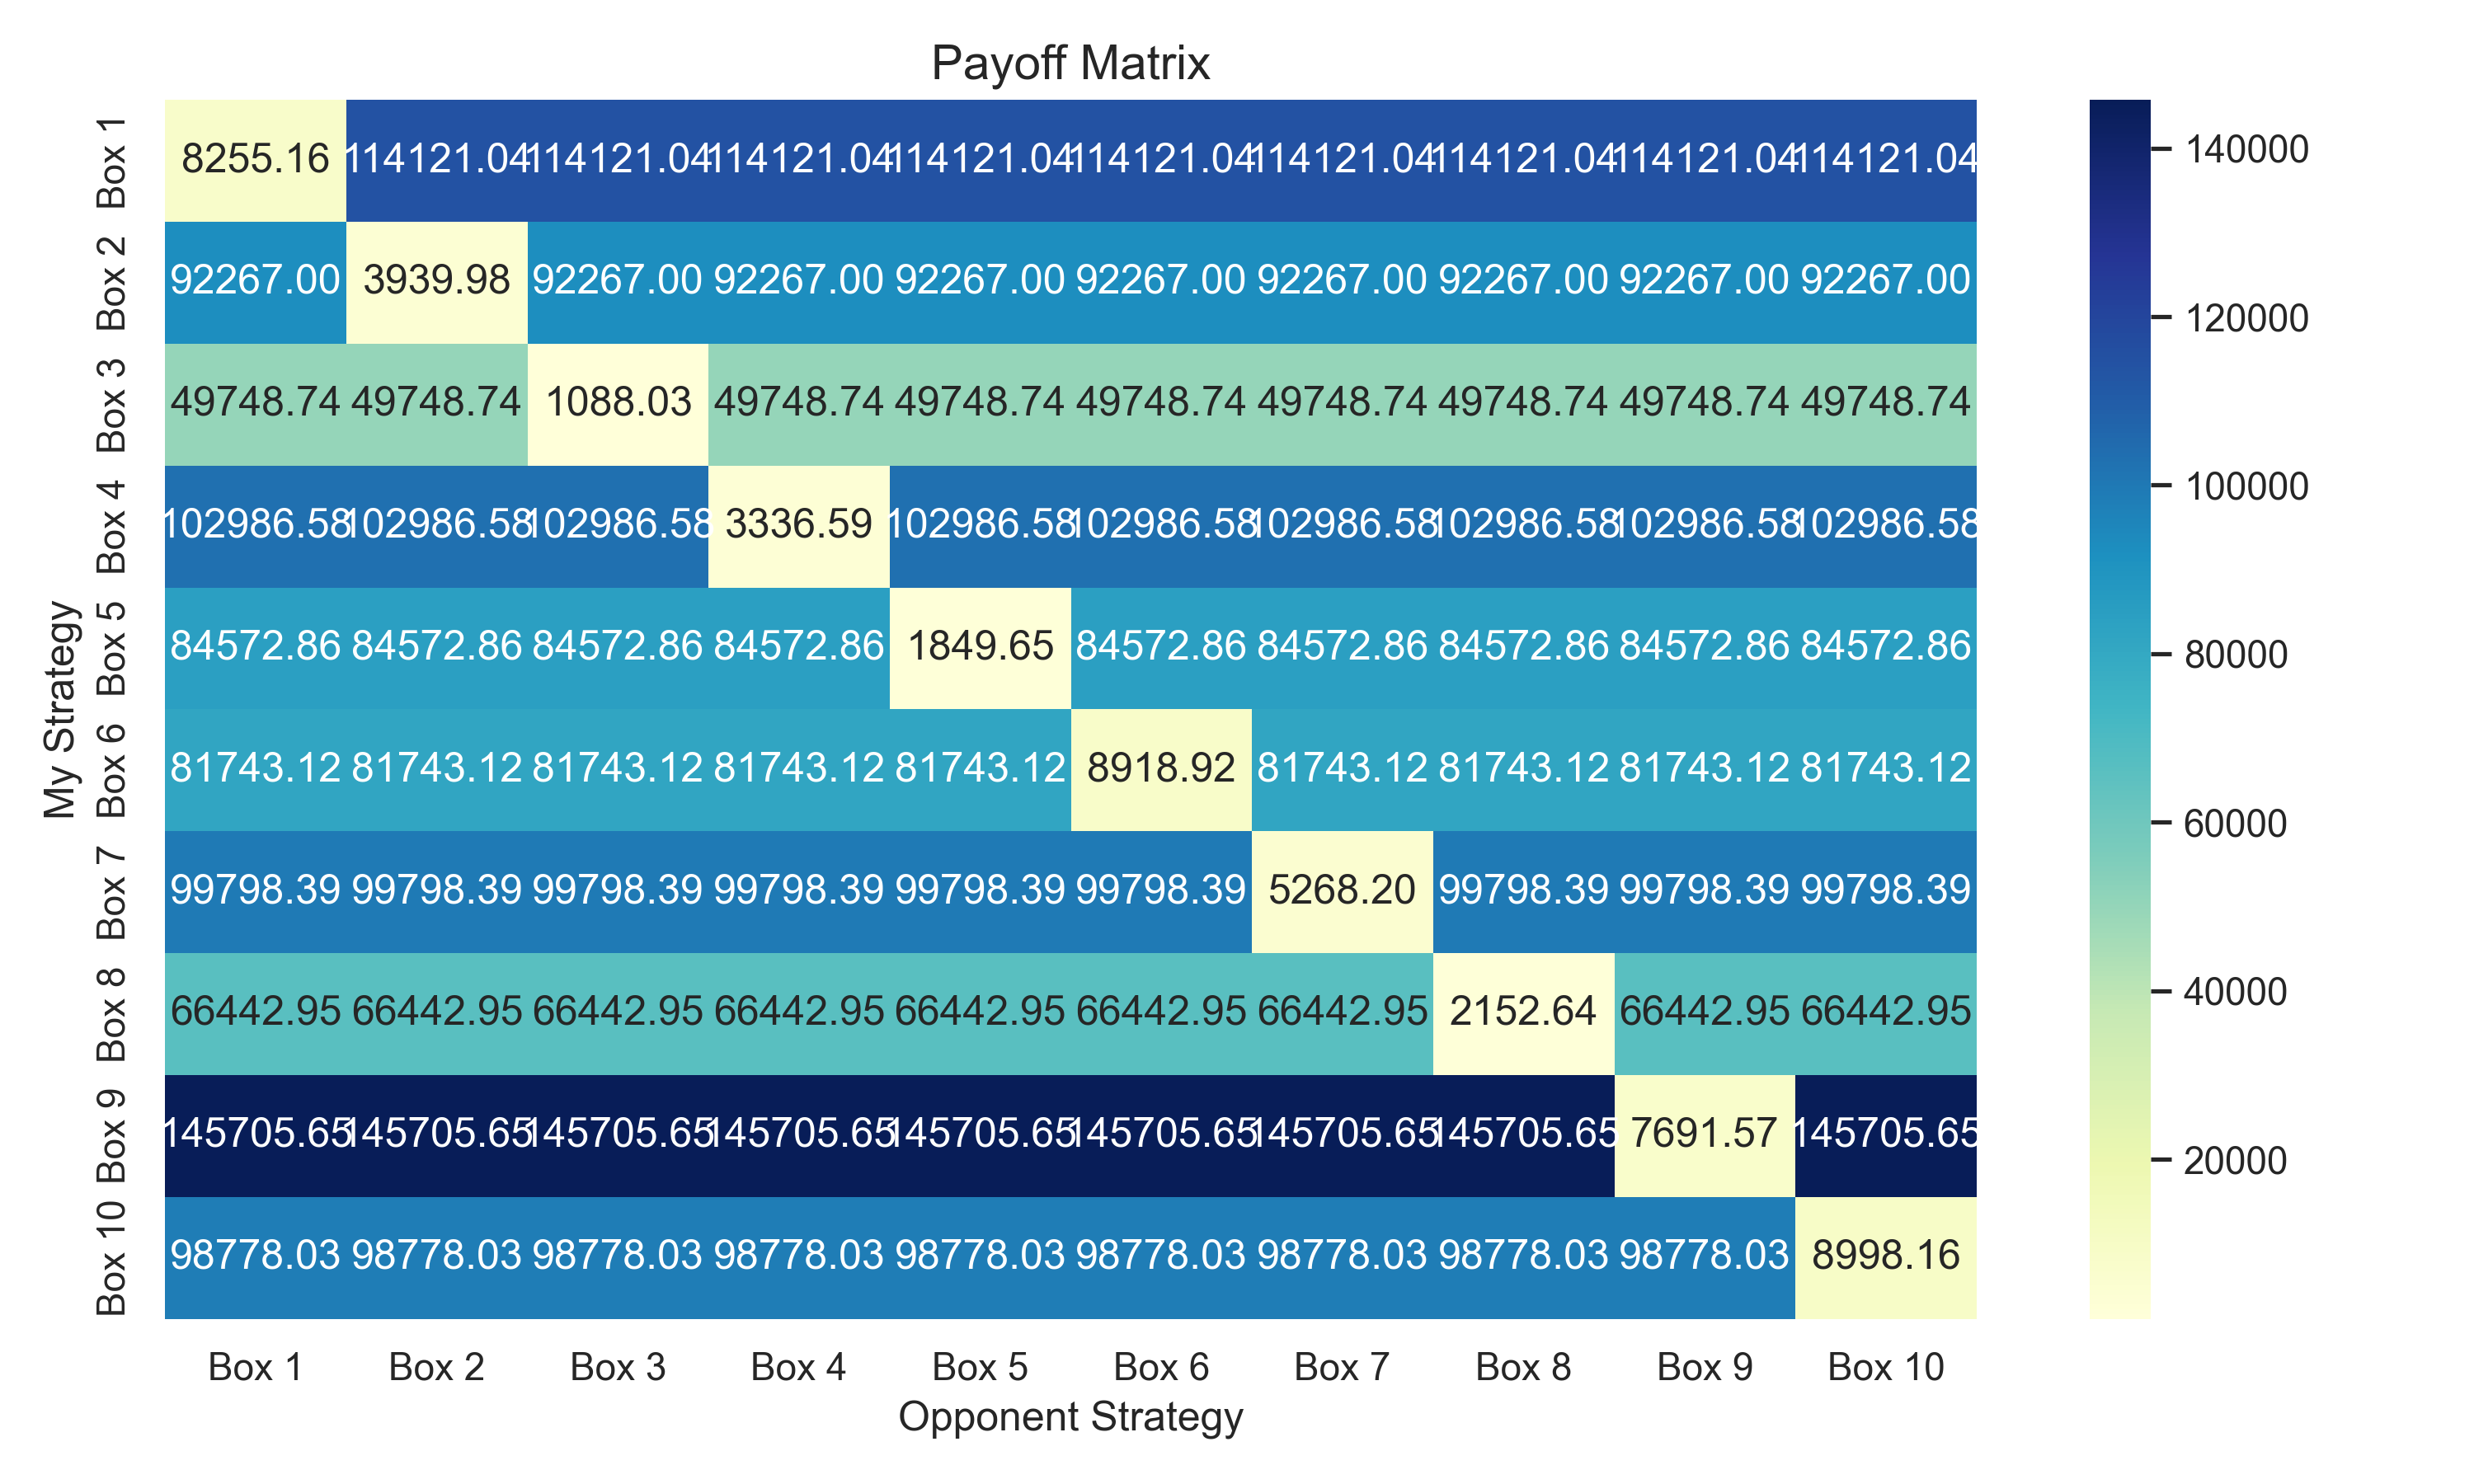 Payoff Matrix
Box 1 8255.16 114121.04 114121.04 114121.04 114121.04 114121.04 114121.04 114121.04 114121.04 114121.04
Box 2 92267.00 3939.98 92267.00 92267.00 92267.00 92267.00 92267.00 92267.00 92267.00 92267.00
Box 3 49748.74 49748.74 1088.03 49748.74 49748.74 49748.74 49748.74 49748.74 49748.74 49748.74
Box 4 102986.58 102986.58 102986.58 3336.59 102986.58 102986.58 102986.58 102986.58 102986.58 102986.58
Box 5 84572.86 84572.86 84572.86 84572.86 1849.65 84572.86 84572.86 84572.86 84572.86 84572.86
Box 6 81743.12 81743.12 81743.12 81743.12 81743.12 8918.92 81743.12 81743.12 81743.12 81743.12
Box 7 99798.39 99798.39 99798.39 99798.39 99798.39 99798.39 5268.20 99798.39 99798.39 99798.39
Box 8 66442.95 66442.95 66442.95 66442.95 66442.95 66442.95 66442.95 2152.64 66442.95 66442.95
Box 9 145705.65 145705.65 145705.65 145705.65 145705.65 145705.65 145705.65 145705.65 7691.57 145705.65
Box 10 98778.03 98778.03 98778.03 98778.03 98778.03 98778.03 98778.03 98778.03 98778.03 8998.16
Box 1 Box 2 Box 3 Box 4 Box 5 Box 6 Box 7 Box 8 Box 9 Box 10
Opponent Strategy
My Strategy
140000
120000
100000
80000
60000
40000
20000